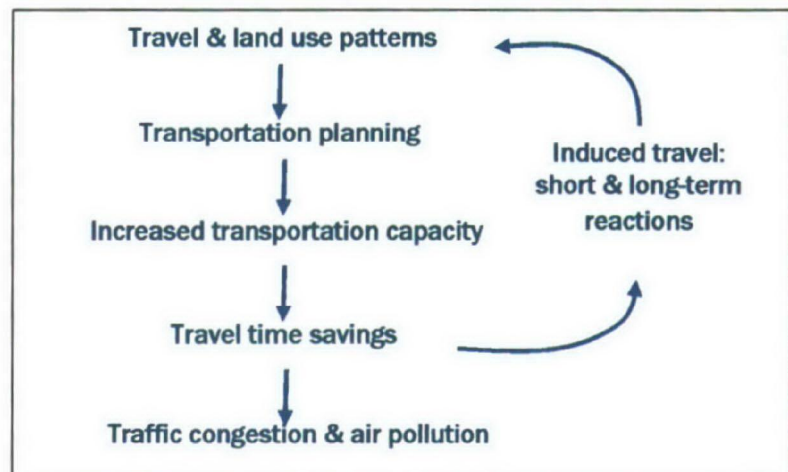 Travel & land use patterns
Transportation planning
Induced travel:
short & long-term
reactions
Increased transportation capacity
Travel time savings
Traffic congestion & air pollution